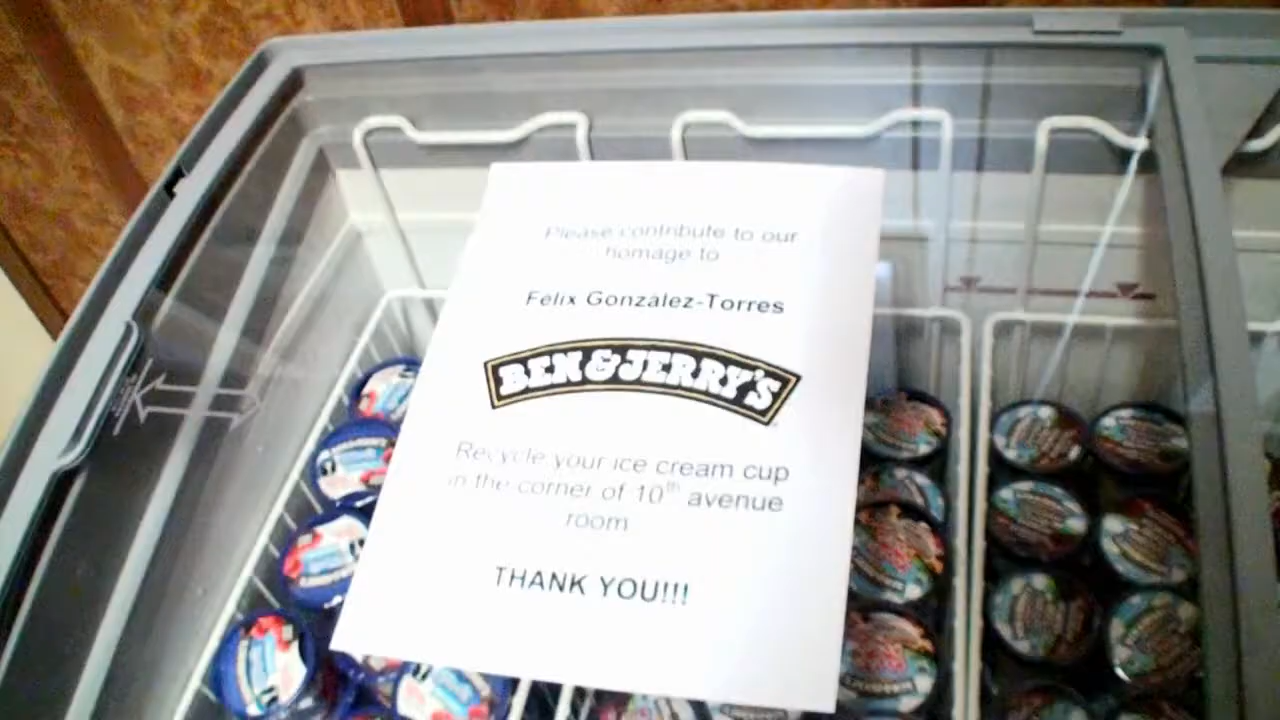 Please contribute to our
homage to
Felix González-Torres
BEN & JERRY'S
Recycle your ice cream cup
in the corner of 10th avenue
room
THANK YOU!!!